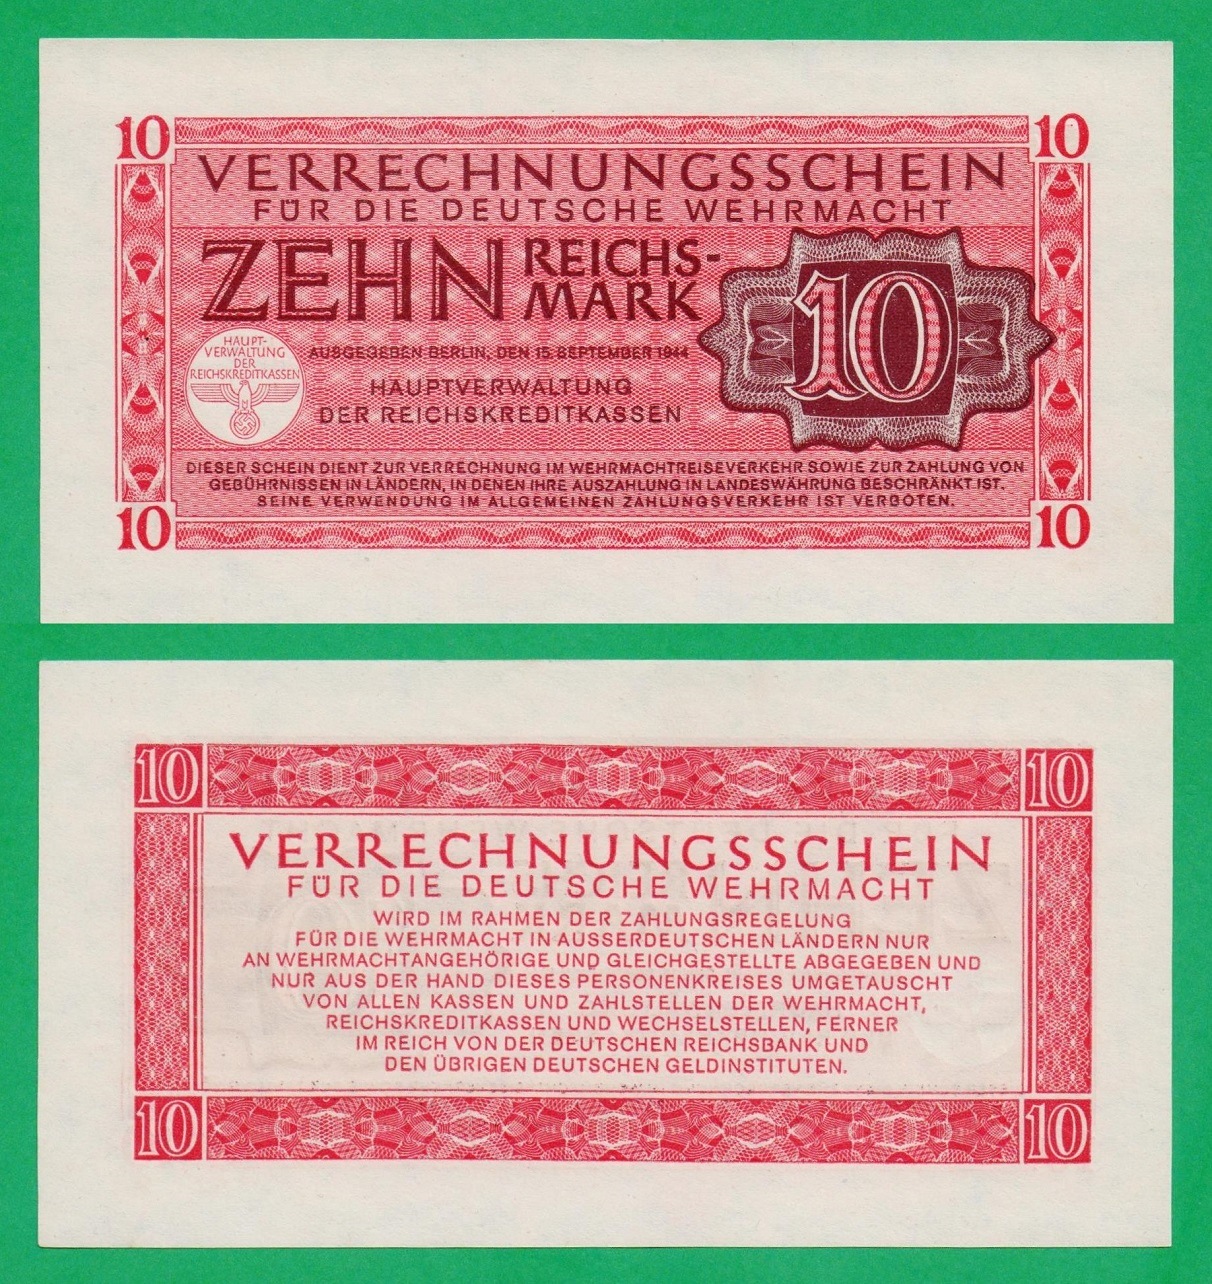 10
10
VERRECHNUNGSSCHEIN
FÜR DIE DEUTSCHE WEHRMACHT
ZEHN
REICHS-
MARK
10
HAUPT-
VERWALTUNG
DER
REICHSKREDITKASSEN
AUSGEGEBEN BERLIN, DEN 15. SEPTEMBER 1944
HAUPTVERWALTUNG
DER REICHSKREDITKASSEN
DIESER SCHEIN DIENT ZUR VERRECHNUNG IM WEHRMACHTREISEVERKEHR SOWIE ZUR ZAHLUNG VON
GEBÜHRNISSEN IN LÄNDERN, IN DENEN IHRE AUSZAHLUNG IN LANDESWÄHRUNG BESCHRÄNKT IST.
SEINE VERWENDUNG IM ALLGEMEINEN ZAHLUNGSVERKEHR IST VERBOTEN.
10
10
10
10
VERRECHNUNGSSCHEIN
FÜR DIE DEUTSCHE WEHRMACHT
WIRD IM RAHMEN DER ZAHLUNGSREGELUNG
FÜR DIE WEHRMACHT IN AUSSERDEUTSCHEN LÄNDERN NUR
AN WEHRMACHTANGEHÖRIGE UND GLEICHGESTELLTE ABGEGEBEN UND
NUR AUS DER HAND DIESES PERSONENKREISES UMGETAUSCHT
VON ALLEN KASSEN UND ZAHLSTELLEN DER WEHRMACHT,
REICHSKREDITKASSEN UND WECHSELSTELLEN, FERNER
IM REICH VON DER DEUTSCHEN REICHSBANK UND
DEN ÜBRIGEN DEUTSCHEN GELDINSTITUTEN.
10
10